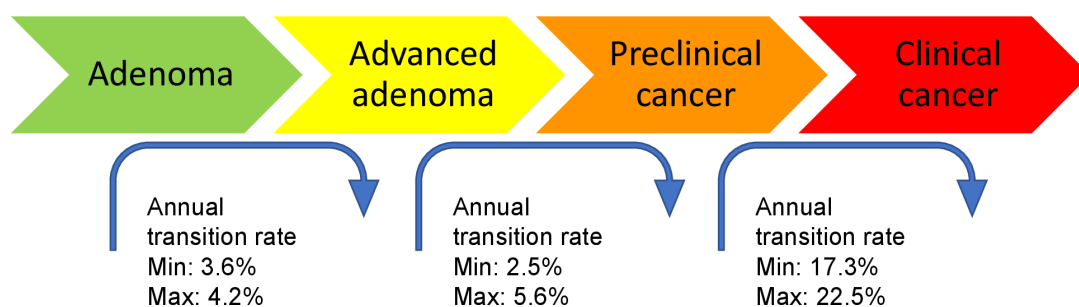 Adenoma
Advanced
adenoma
Preclinical
cancer
Clinical
cancer
Annual
transition rate
Min: 3.6%
Max: 4.2%
Annual
transition rate
Min: 2.5%
Max: 5.6%
Annual
transition rate
Min: 17.3%
Max: 22.5%